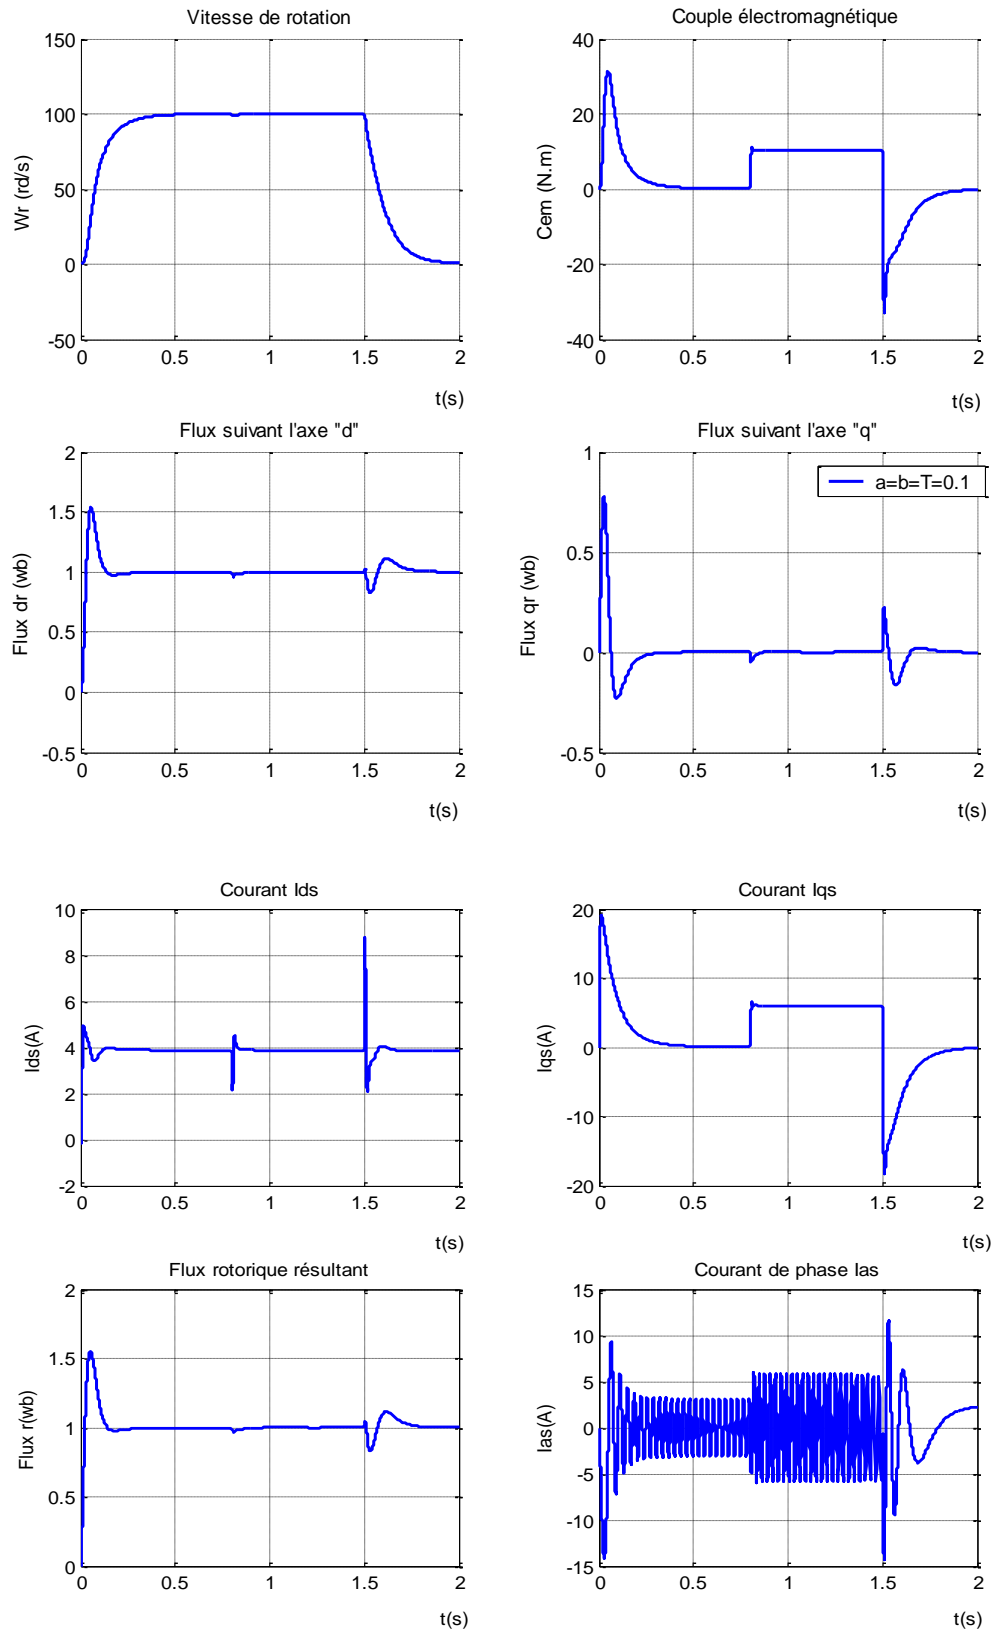 Vitesse de rotation
150
100
50
0
-50
Wr (rd/s)
0 0.5 1 1.5 2
t(s)
Couple électromagnétique
40
20
0
-20
-40
Cem (N.m)
0 0.5 1 1.5 2
t(s)
Flux suivant l'axe "d"
2
1.5
1
0.5
0
-0.5
Flux dr (wb)
0 0.5 1 1.5 2
t(s)
Flux suivant l'axe "q"
1
0.5
0
-0.5
Flux qr (wb)
a=b=T=0.1
0 0.5 1 1.5 2
t(s)
Courant Ids
10
8
6
4
2
0
-2
Ids(A)
0 0.5 1 1.5 2
t(s)
Courant Iqs
20
10
0
-10
-20
Iqs(A)
0 0.5 1 1.5 2
t(s)
Flux rotorique résultant
2
1.5
1
0.5
0
Flux r(wb)
0 0.5 1 1.5 2
t(s)
Courant de phase Ias
15
10
5
0
-5
-10
-15
Ias(A)
0 0.5 1 1.5 2
t(s)